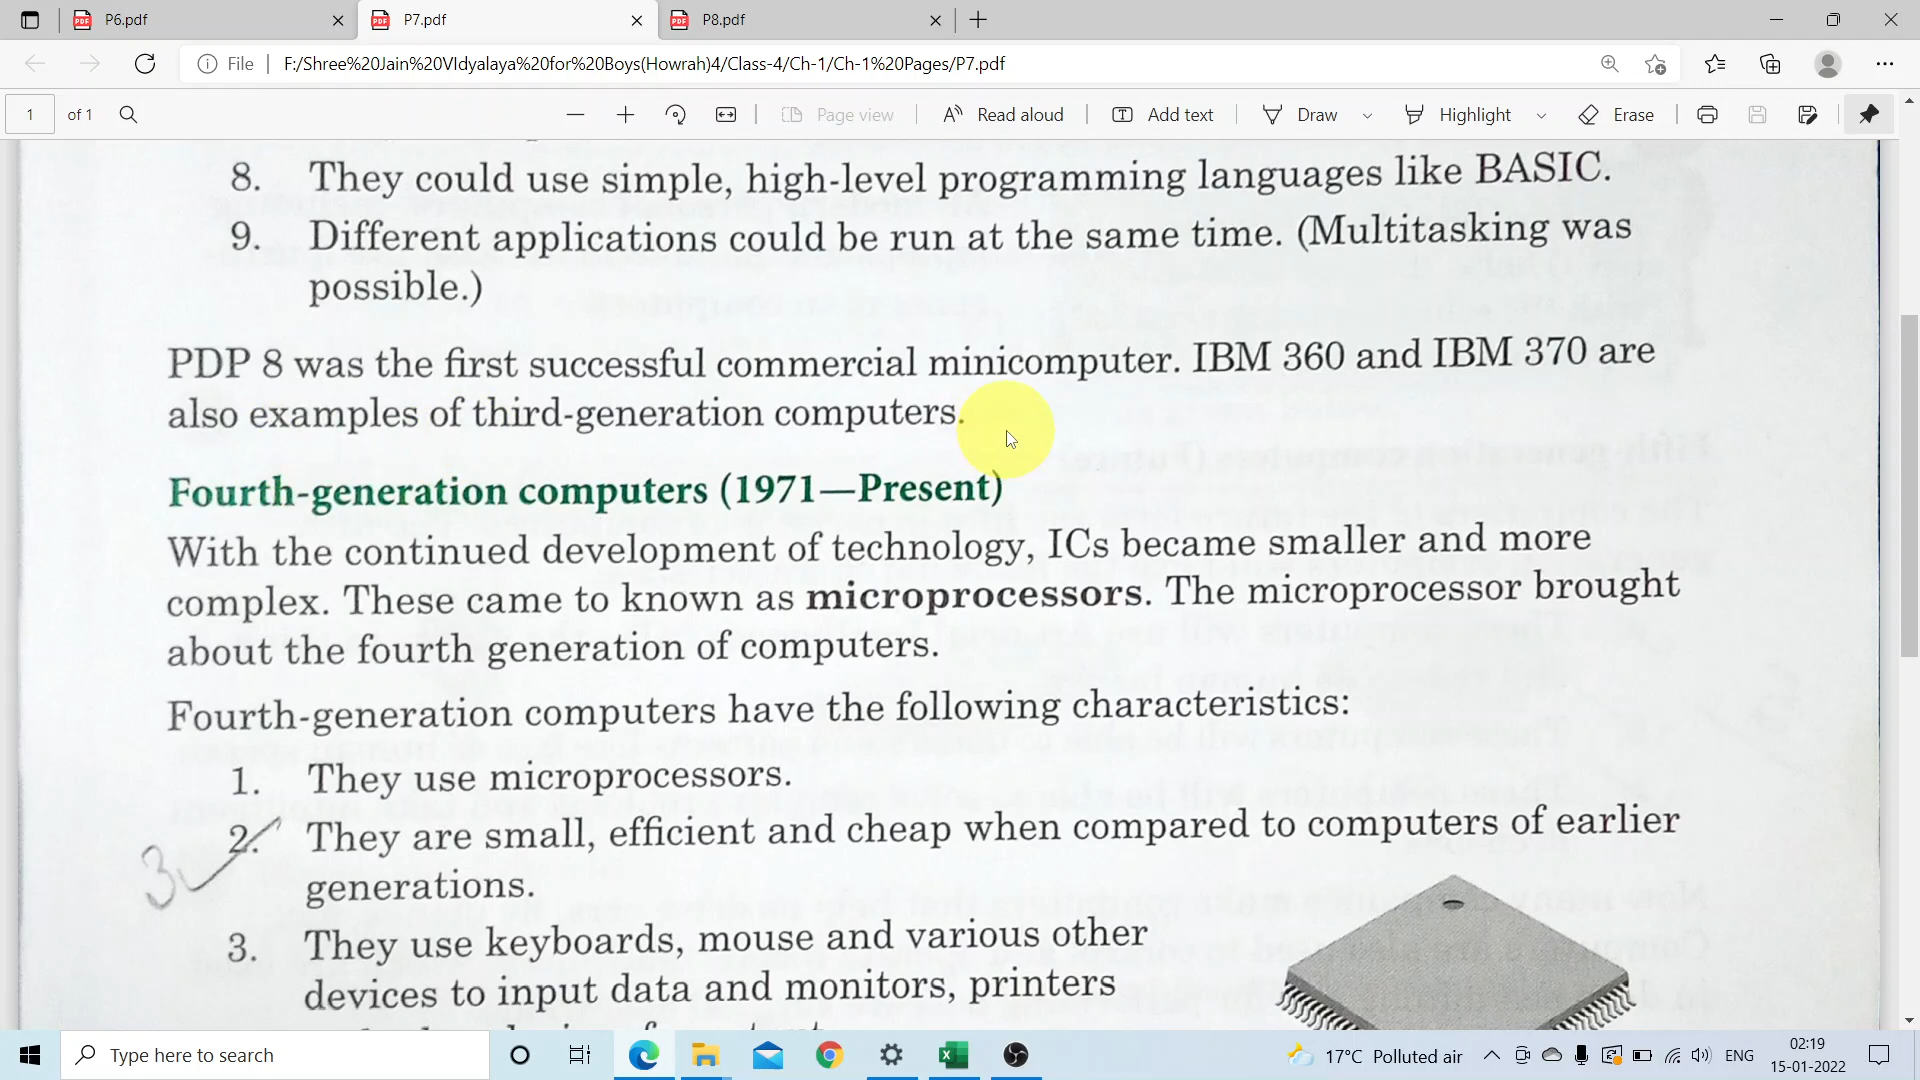 P6.pdf
P7.pdf
P8.pdf
File
F:/Shree%20Jain%20VIdyalaya%20for%20Boys(Howrah)4/Class-4/Ch-1/Ch-1%20Pages/P7.pdf
1 of 1
Page view
Read aloud
Add text
Draw
Highlight
Erase
8. They could use simple, high-level programming languages like BASIC.
9. Different applications could be run at the same time. (Multitasking was
possible.)
PDP 8 was the first successful commercial minicomputer. IBM 360 and IBM 370 are
also examples of third-generation computers.
Fourth-generation computers (1971—Present)
With the continued development of technology, ICs became smaller and more
complex. These came to known as microprocessors. The microprocessor brought
about the fourth generation of computers.
Fourth-generation computers have the following characteristics:
1. They use microprocessors.
3
2. They are small, efficient and cheap when compared to computers of earlier
generations.
3. They use keyboards, mouse and various other
devices to input data and monitors, printers
Type here to search
17°C Polluted air
ENG
02:19
15-01-2022